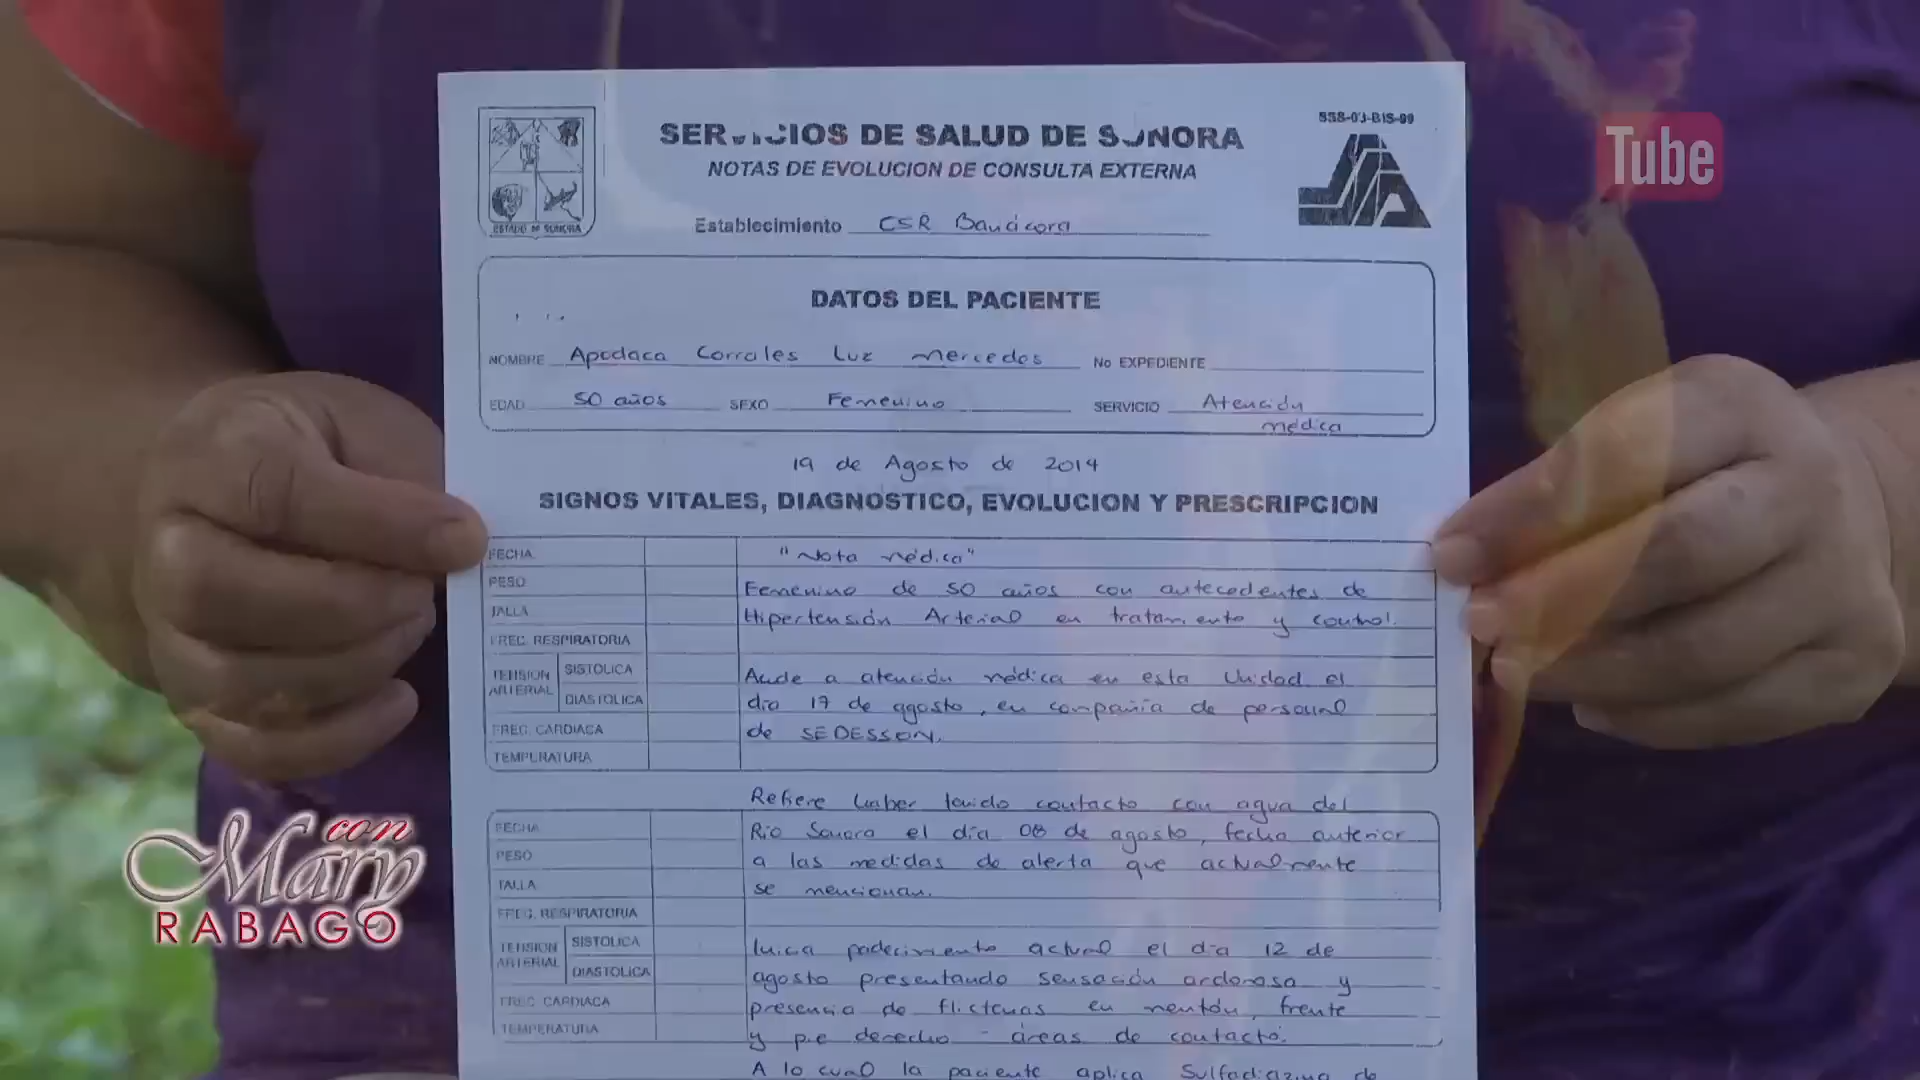 SERVICIOS DE SALUD DE SONORA
SSS-03-BIS-99
NOTAS DE EVOLUCION DE CONSULTA EXTERNA
ESTADO DE SONORA
Establecimiento CSR Baviácora
Tube
DATOS DEL PACIENTE
NOMBRE Apodaca Corrales Luz Mercedes No EXPEDIENTE
EDAD 50 años SEXO Femenino SERVICIO Atención
médica
19 de Agosto de 2014
SIGNOS VITALES, DIAGNOSTICO, EVOLUCION Y PRESCRIPCION
FECHA "Nota médica"
PESO Femenino de 50 años con antecedentes de
TALLA Hipertensión Arterial en tratamiento y control.
FREC. RESPIRATORIA
TENSION ARTERIAL SISTOLICA Acude a atención médica en esta Unidad el
DIASTOLICA día 17 de agosto, en compañía de personal
FREC. CARDIACA de SEDESSON.
TEMPERATURA
Refiere haber tenido contacto con agua del
FECHA Río Sonora el día 08 de agosto, fecha anterior
PESO a las medidas de alerta que actualmente
TALLA se mencionan.
FREC. RESPIRATORIA
TENSION ARTERIAL SISTOLICA Inicia padecimiento actual el día 12 de
DIASTOLICA agosto presentando sensación ardorosa y
FREC CARDIACA presencia de flictenas en mentón, frente
TEMPERATURA y pie derecho - áreas de contacto.
A lo cual la paciente aplica Sulfadiazina de
con
Mary
RABAGO